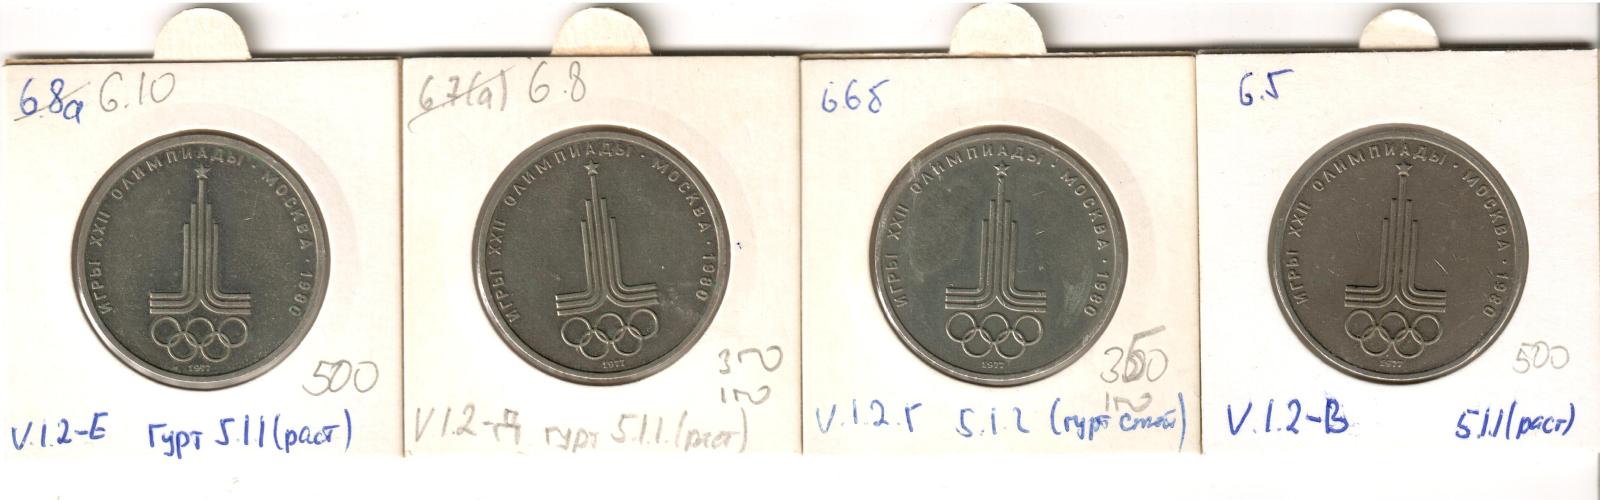 6.8а 6.10
ИГРЫ XXII ОЛИМПИАДЫ · МОСКВА · 1980
1977
500
V.1.2-Е гурт 5.1.1 (раст)
6.7(а) 6.8
ИГРЫ XXII ОЛИМПИАДЫ · МОСКВА · 1980
1977
350
150
V1.2-Д гурт 5.1.1. (раст)
6.6б
ИГРЫ XXII ОЛИМПИАДЫ · МОСКВА · 1980
1977
350
150
V.1.2.Г 5.1.2 (гурт)
6.5
ИГРЫ XXII ОЛИМПИАДЫ · МОСКВА · 1980
1977
500
V.1.2-В 5.1.1 (раст)